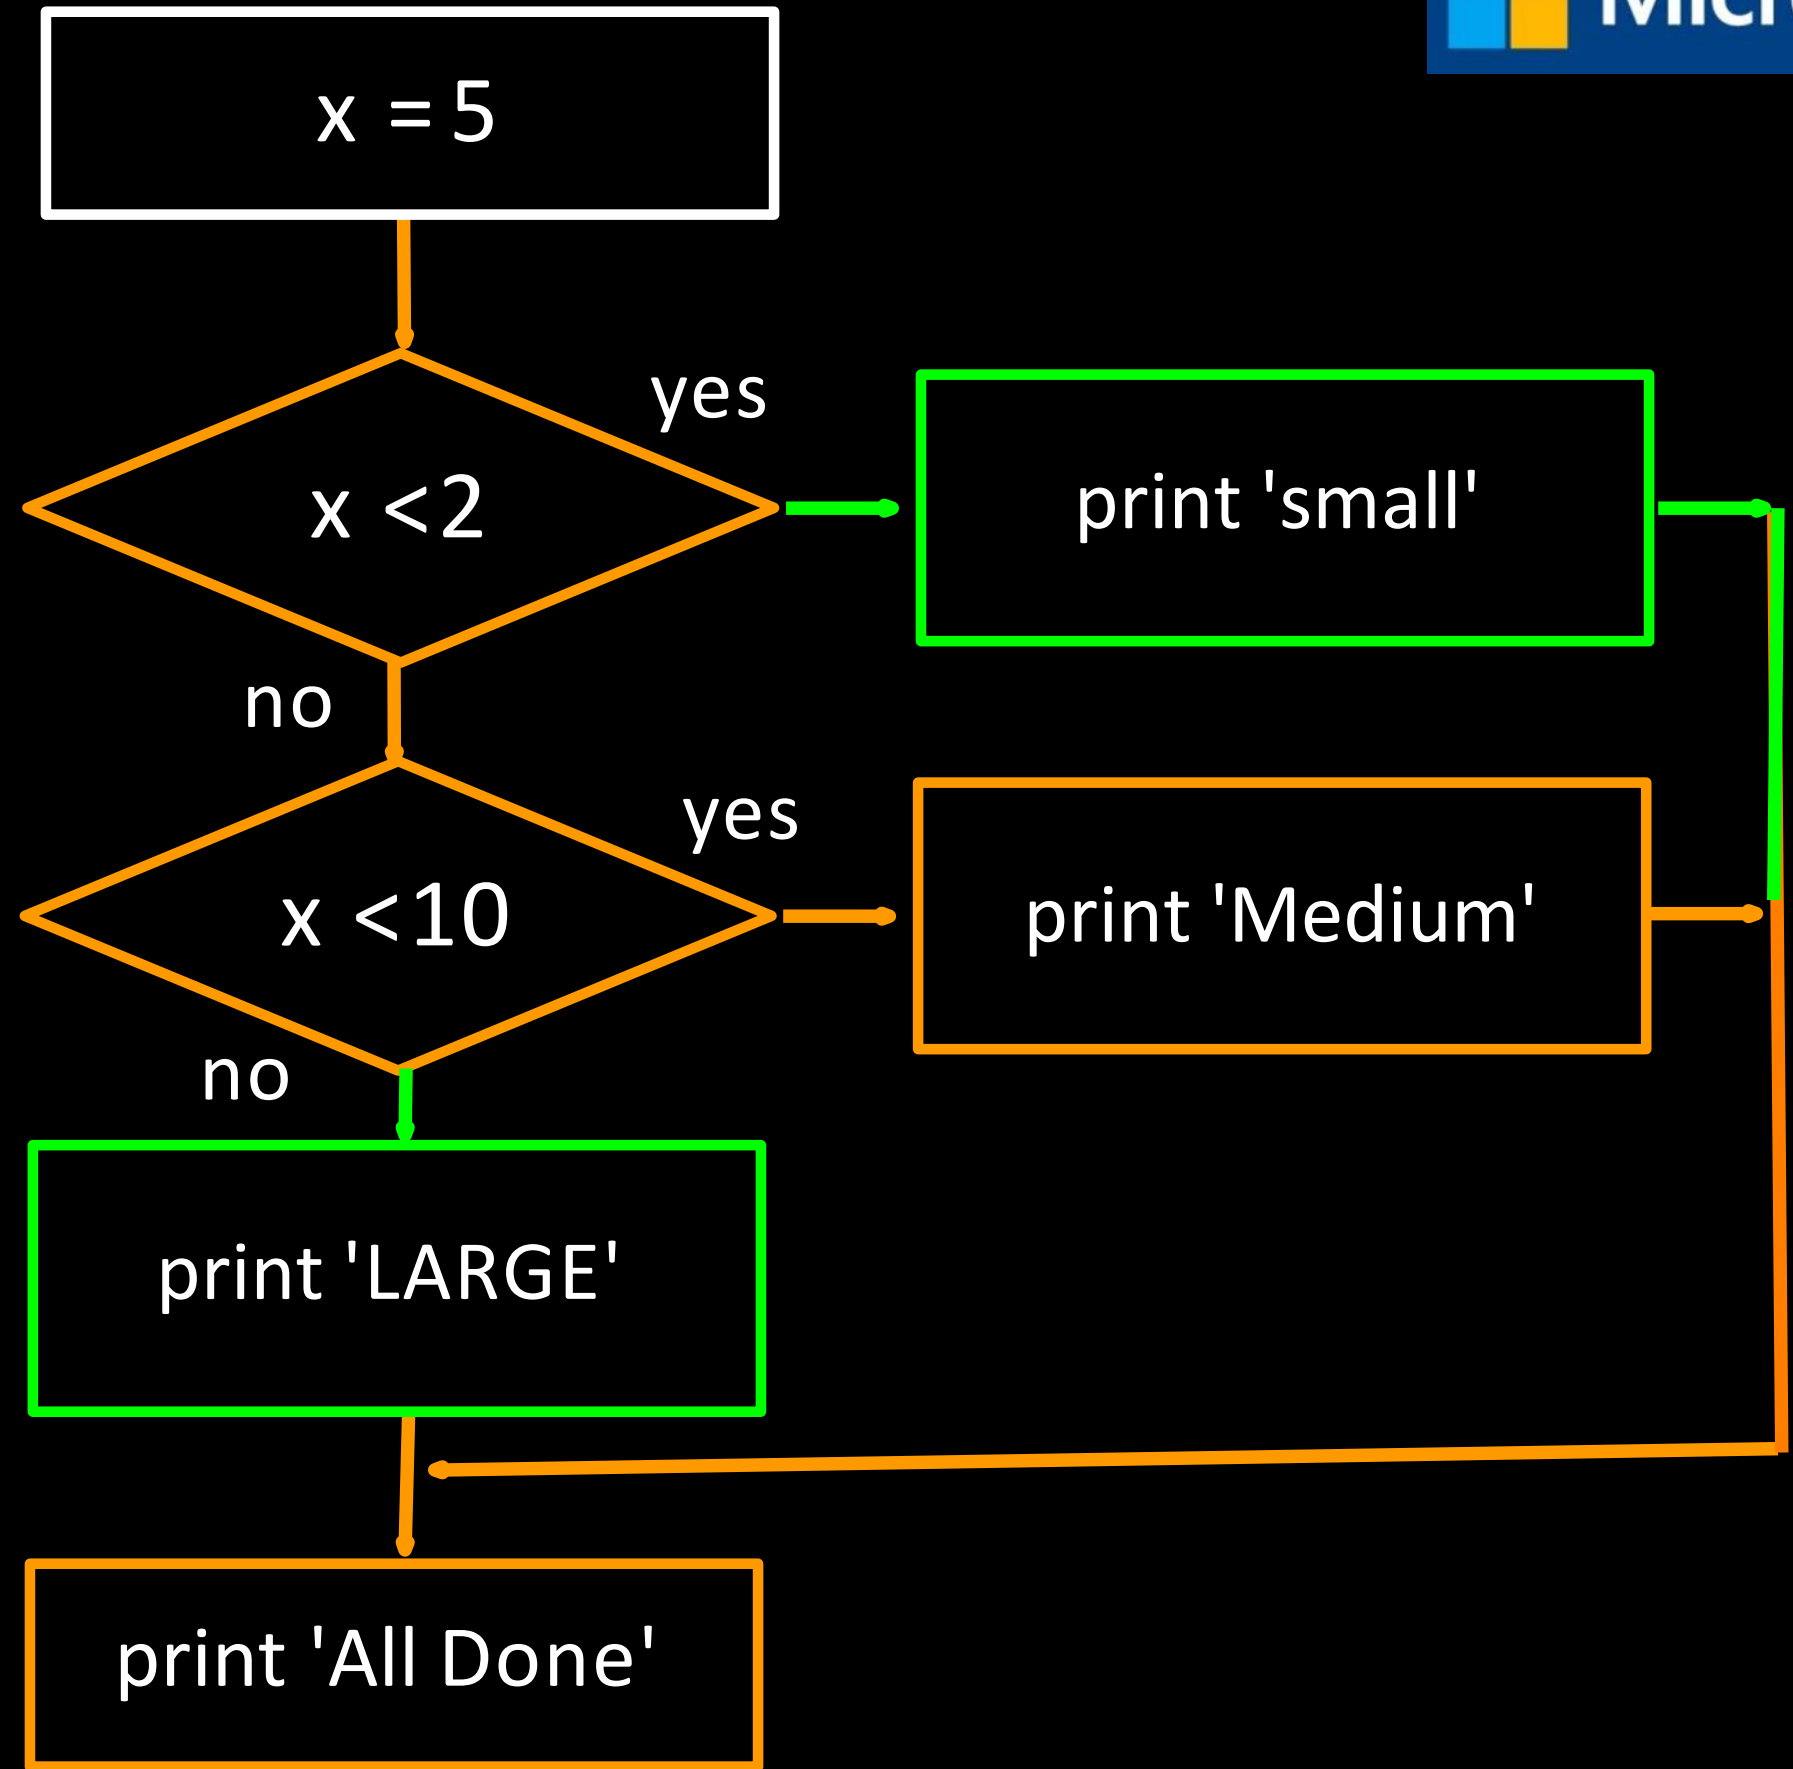 x = 5
yes
x <2
print 'small'
no
yes
x <10
print 'Medium'
no
print 'LARGE'
print 'All Done'